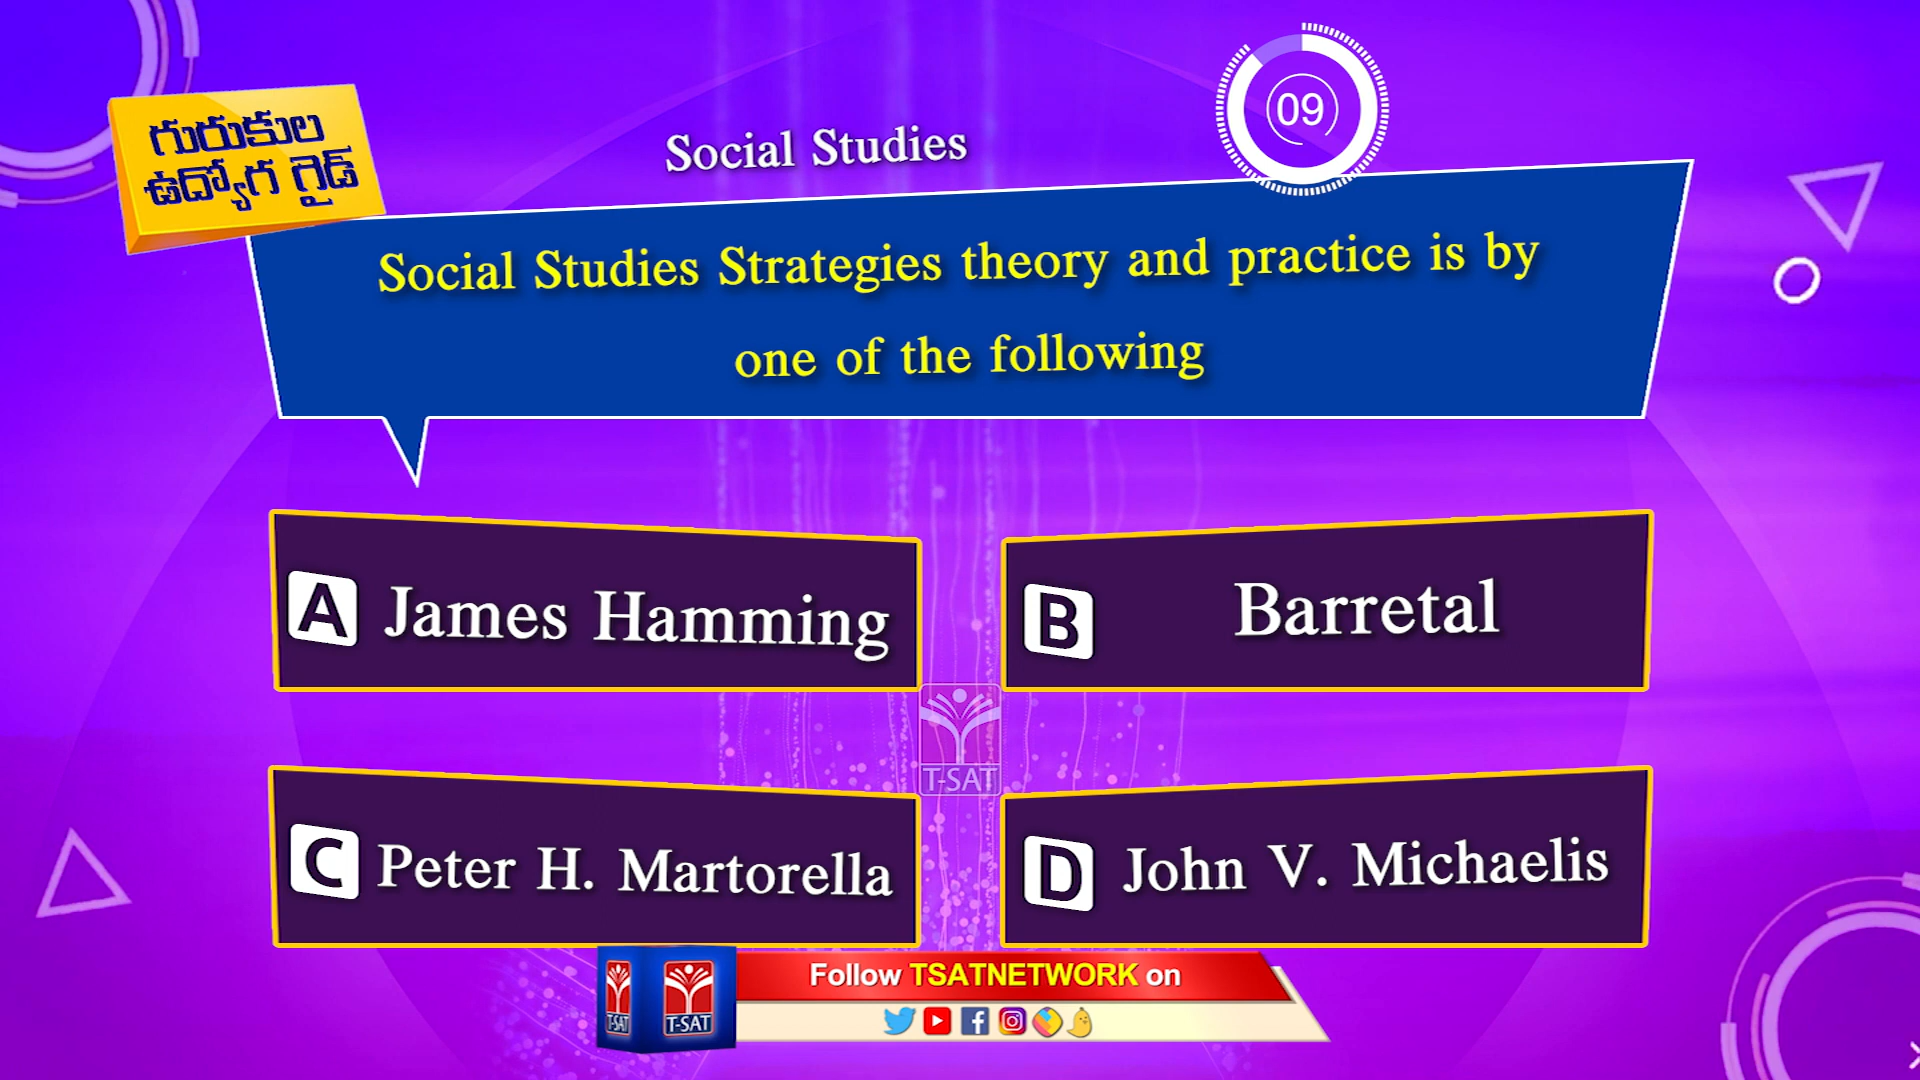 గురుకుల
ఉద్యోగ గైడ్
Social Studies
09
Social Studies Strategies theory and practice is by
one of the following
A James Hamming
B Barretal
T-SAT
C Peter H. Martorella
D John V. Michaelis
T-SAT
T-SAT
Follow TSATNETWORK on